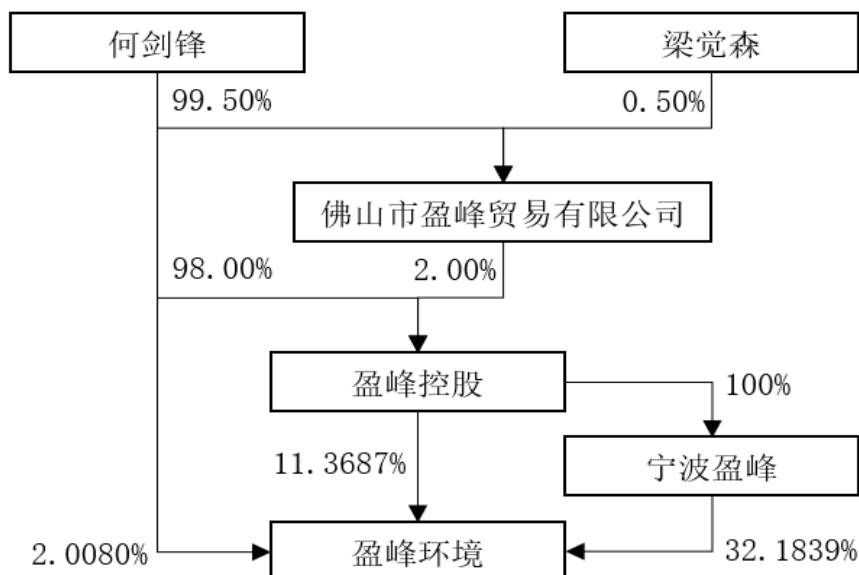 何剑锋
梁觉森
99.50%
0.50%
佛山市盈峰贸易有限公司
98.00%
2.00%
盈峰控股
100%
11.3687%
宁波盈峰
2.0080%
盈峰环境
32.1839%